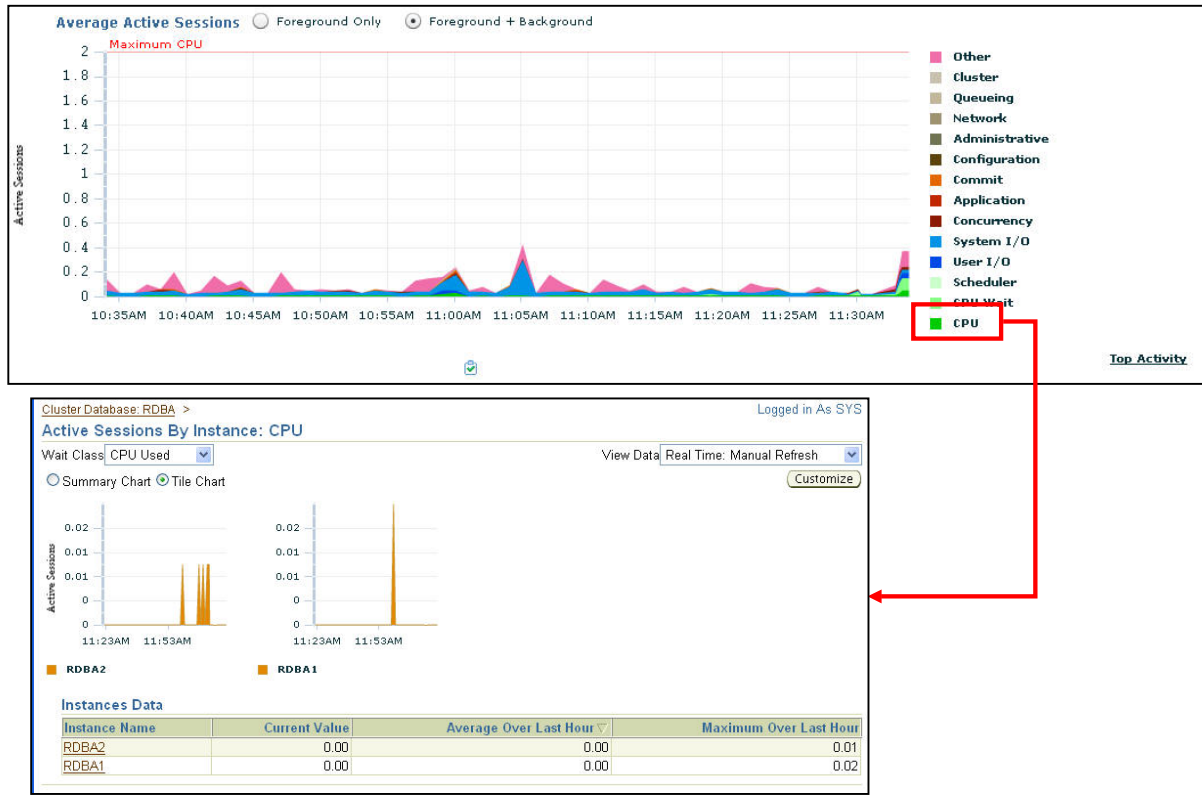 Average Active Sessions Foreground Only Foreground + Background
Maximum CPU
2
1.8
1.6
1.4
1.2
1
0.8
0.6
0.4
0.2
0
Active Sessions
10:35AM 10:40AM 10:45AM 10:50AM 10:55AM 11:00AM 11:05AM 11:10AM 11:15AM 11:20AM 11:25AM 11:30AM
Other
Cluster
Queueing
Network
Administrative
Configuration
Commit
Application
Concurrency
System I/O
User I/O
Scheduler
CPU Wait
CPU
Top Activity
Cluster Database: RDBA >
Logged in As SYS
Active Sessions By Instance: CPU
Wait Class CPU Used
View Data Real Time: Manual Refresh
Summary Chart Tile Chart
Customize
Active Sessions
0.02
0.01
0.01
0
0
11:23AM 11:53AM
RDBA2
0.02
0.01
0.01
0
0
11:23AM 11:53AM
RDBA1
Instances Data
Instance Name Current Value Average Over Last Hour Maximum Over Last Hour
RDBA2 0.00 0.00 0.01
RDBA1 0.00 0.00 0.02